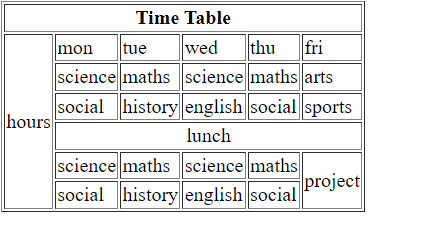 Time Table
mon tue wed thu fri
science maths science maths arts
hours
social history english social sports
lunch
science maths science maths
project
social history english social